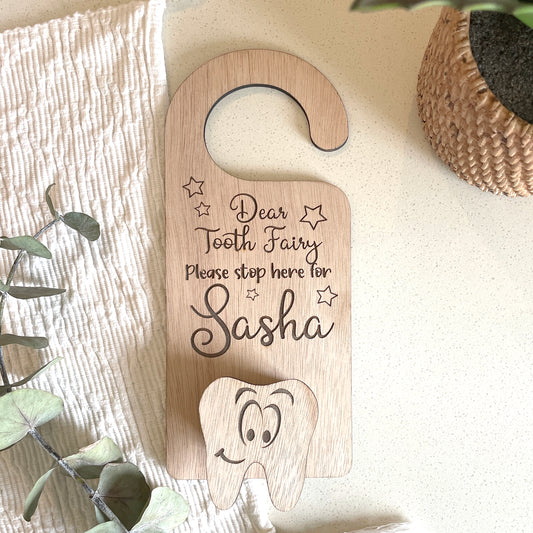 Dear
Tooth Fairy
Please stop here for
Sasha